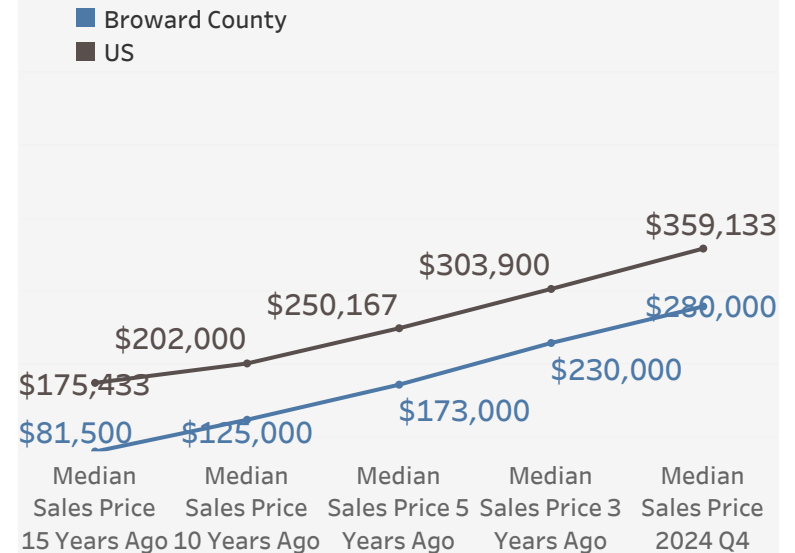 Broward County
US
$359,133
$303,900
$250,167
$280,000
$202,000
$230,000
$175,433
$173,000
$81,500
$125,000
Median Sales Price 15 Years Ago
Median Sales Price 10 Years Ago
Median Sales Price 5 Years Ago
Median Sales Price 3 Years Ago
Median Sales Price 2024 Q4